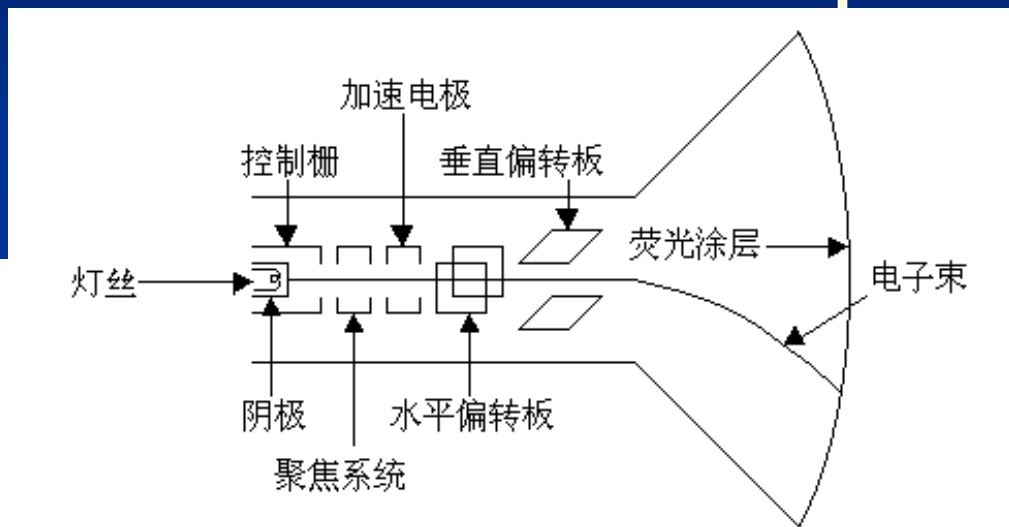 加速电极
控制栅
垂直偏转板
荧光涂层
灯丝
电子束
阴极
水平偏转板
聚焦系统